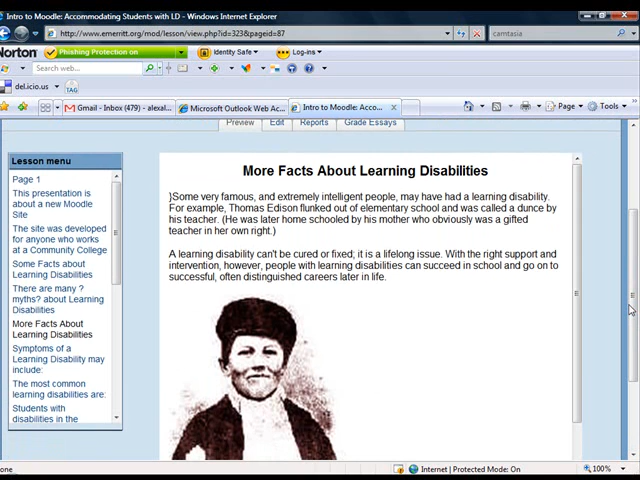 Intro to Moodle: Accommodating Students with LD - Windows Internet Explorer
http://www.emerritt.org/mod/lesson/view.php?id=323&pageid=87
camtasia
Norton
Phishing Protection on
Identity Safe
Log-ins
Search web...
del.icio.us
TAG
Gmail - Inbox (479) - alexal...
Microsoft Outlook Web Ac...
Intro to Moodle: Acco...
Page
Tools
Preview Edit Reports Grade Essays
Lesson menu
Page 1
This presentation is
about a new Moodle
Site
The site was developed
for anyone who works
at a Community College
Some Facts about
Learning Disabilities
There are many ?
myths? about Learning
Disabilities
More Facts About
Learning Disabilities
Symptoms of a
Learning Disability may
include:
The most common
learning disabilities are:
Students with
disabilities in the
More Facts About Learning Disabilities
}Some very famous, and extremely intelligent people, may have had a learning disability.
For example, Thomas Edison flunked out of elementary school and was called a dunce by
his teacher. (He was later home schooled by his mother who obviously was a gifted
teacher in her own right.)
A learning disability can't be cured or fixed; it is a lifelong issue. With the right support and
intervention, however, people with learning disabilities can succeed in school and go on to
successful, often distinguished careers later in life.
one
Internet | Protected Mode: On
100%